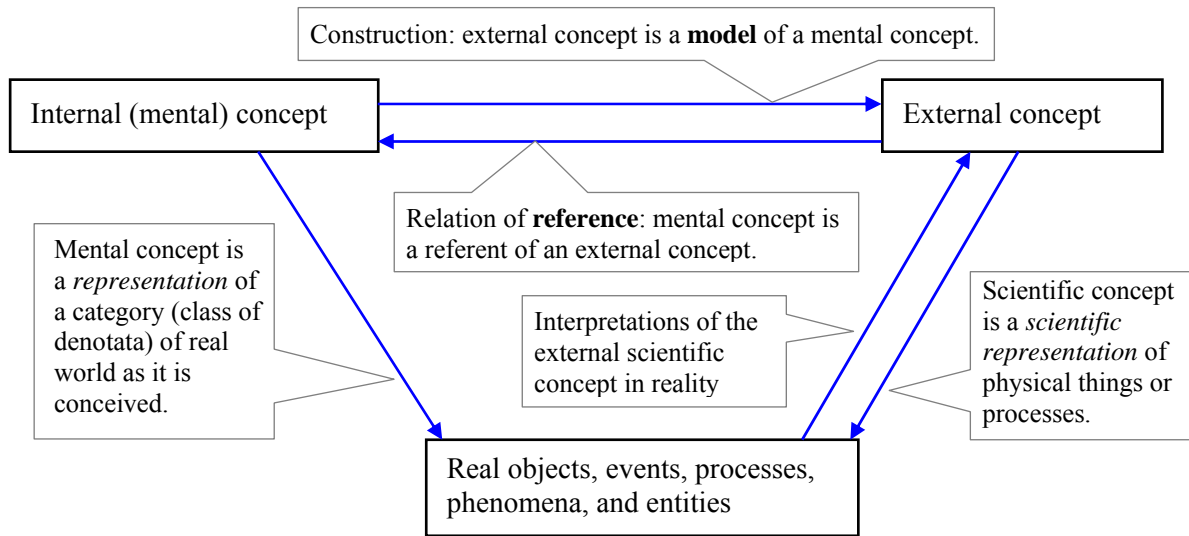 Construction: external concept is a model of a mental concept.
Internal (mental) concept
External concept
Relation of reference: mental concept is
a referent of an external concept.
Mental concept is
a representation of
a category (class of
denotata) of real
world as it is
conceived.
Interpretations of the
external scientific
concept in reality
Scientific concept
is a scientific
representation of
physical things or
processes.
Real objects, events, processes,
phenomena, and entities